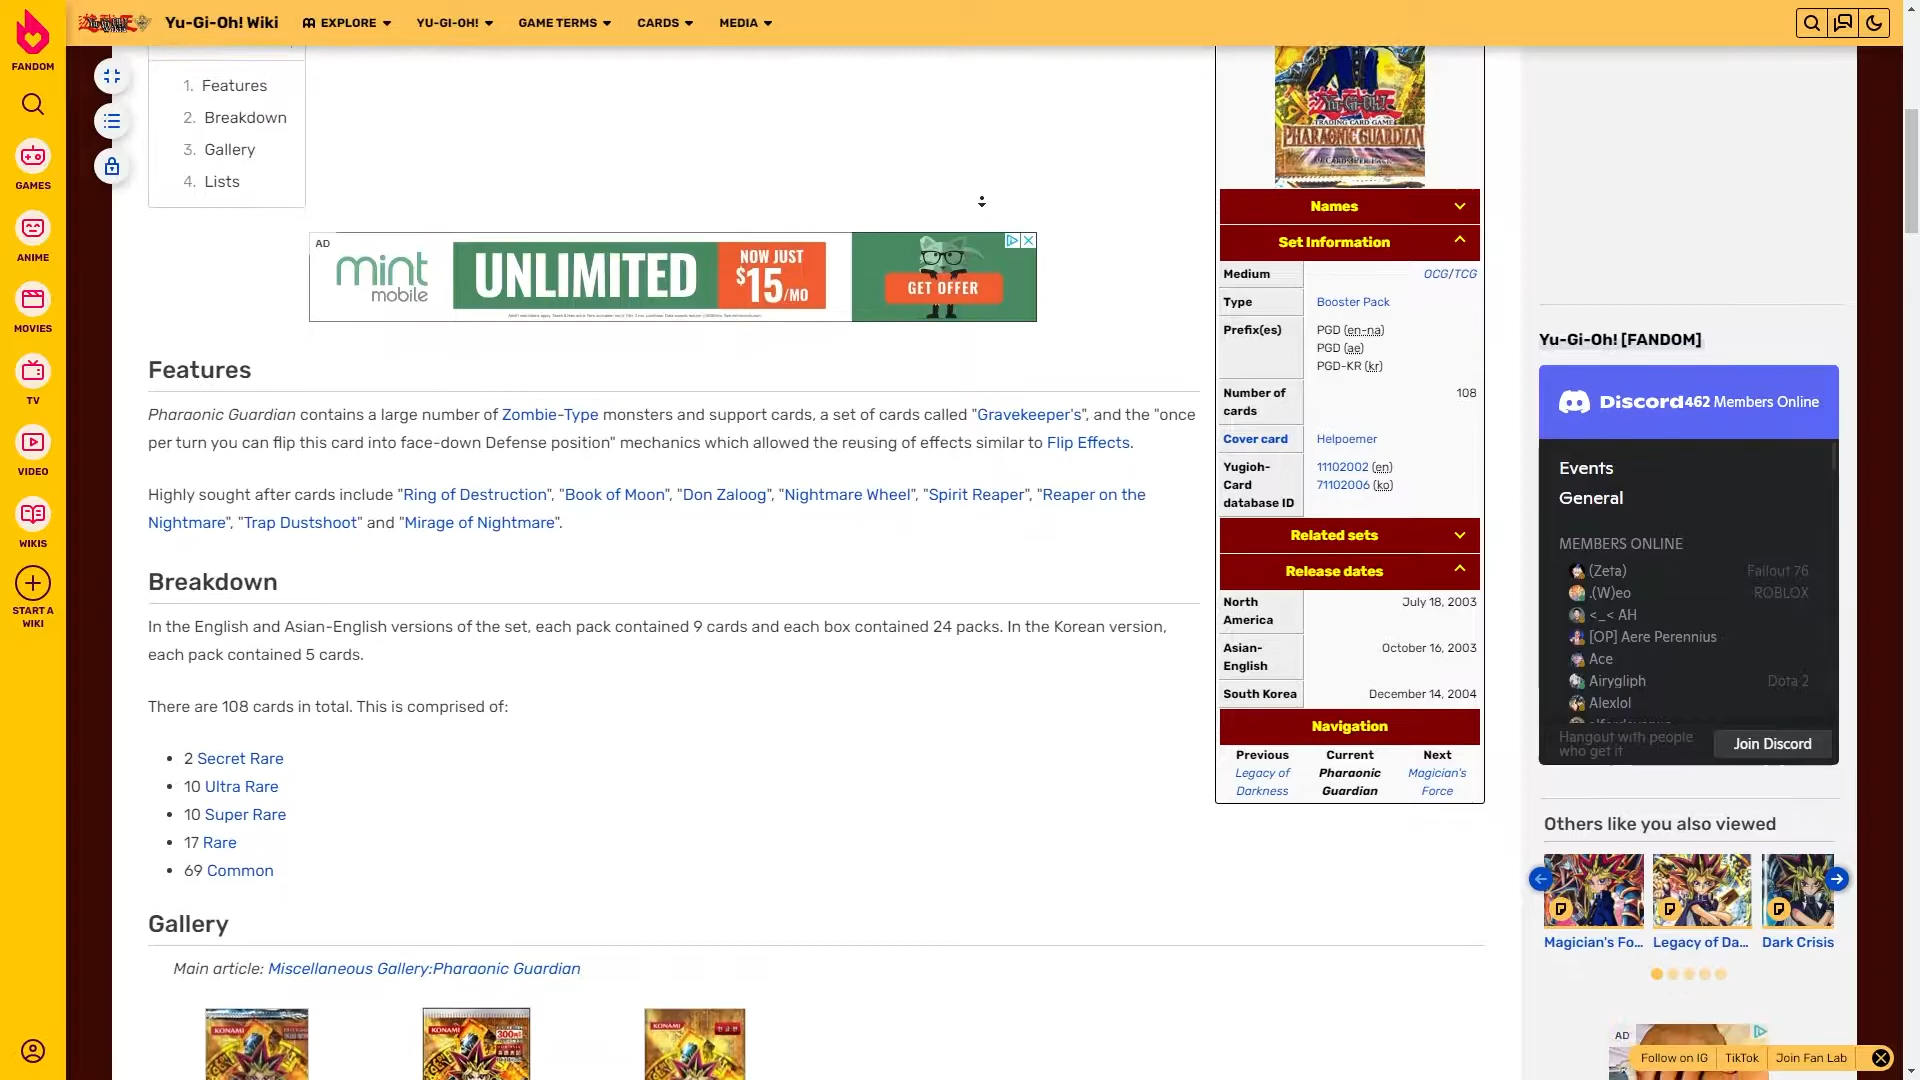 Yu-Gi-Oh! Wiki
EXPLORE
YU-GI-OH!
GAME TERMS
CARDS
MEDIA
FANDOM
GAMES
ANIME
MOVIES
TV
VIDEO
WIKIS
START A
WIKI
1. Features
2. Breakdown
3. Gallery
4. Lists
AD
mint
mobile
UNLIMITED
NOW JUST
$15/MO
GET OFFER
Features
Pharaonic Guardian contains a large number of Zombie-Type monsters and support cards, a set of cards called "Gravekeeper's", and the "once
per turn you can flip this card into face-down Defense position" mechanics which allowed the reusing of effects similar to Flip Effects.
Highly sought after cards include "Ring of Destruction", "Book of Moon", "Don Zaloog", "Nightmare Wheel", "Spirit Reaper", "Reaper on the
Nightmare", "Trap Dustshoot" and "Mirage of Nightmare".
Breakdown
In the English and Asian-English versions of the set, each pack contained 9 cards and each box contained 24 packs. In the Korean version,
each pack contained 5 cards.
There are 108 cards in total. This is comprised of:
• 2 Secret Rare
• 10 Ultra Rare
• 10 Super Rare
• 17 Rare
• 69 Common
Gallery
Main article: Miscellaneous Gallery:Pharaonic Guardian
KONAMI
KONAMI
KONAMI
Yu-Gi-Oh!
TRADING CARD GAME
PHARAONIC GUARDIAN
Names
Set Information
Medium OCG/TCG
Type Booster Pack
Prefix(es) PGD (en-na)
PGD (ae)
PGD-KR (kr)
Number of
cards 108
Cover card Helpoemer
Yugioh-
Card
database ID
11102002 (en)
71102006 (ko)
Related sets
Release dates
North
America July 18, 2003
Asian-
English October 16, 2003
South Korea December 14, 2004
Navigation
Previous Current Next
Legacy of
Darkness
Pharaonic
Guardian
Magician's
Force
Yu-Gi-Oh! [FANDOM]
Discord 462 Members Online
Events
General
MEMBERS ONLINE
(Zeta) Fallout 76
.(W)eo ROBLOX
<_< AH
[OP] Aere Perennius
Ace
Airygliph Dota 2
Alexlol
Hangout with people
who get it
Join Discord
Others like you also viewed
Magician's Fo...
Legacy of Da...
Dark Crisis
AD
Follow on IG
TikTok
Join Fan Lab